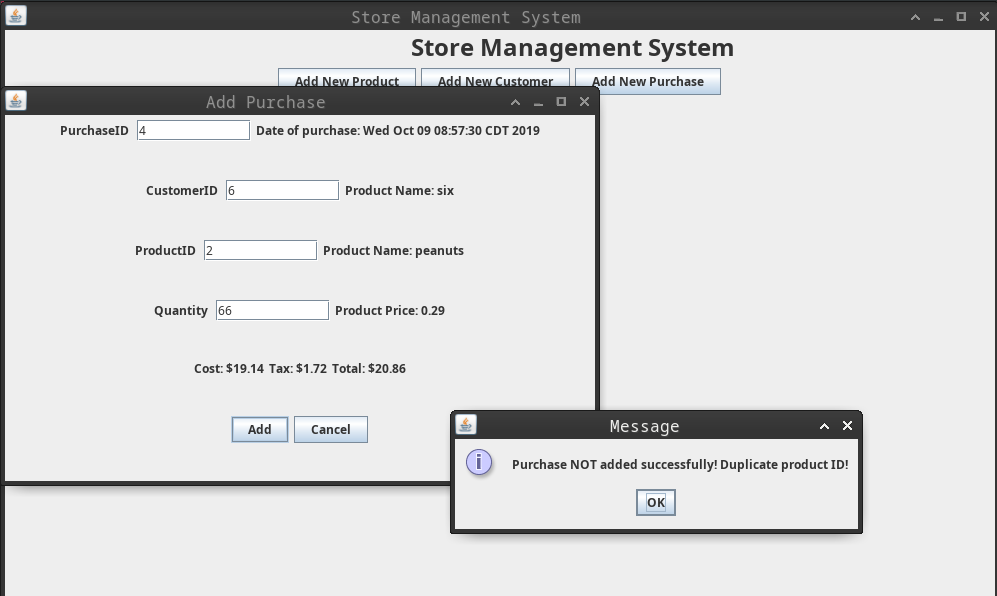 Store Management System
Store Management System
Add New Product Add New Customer Add New Purchase
Add Purchase
PurchaseID 4 Date of purchase: Wed Oct 09 08:57:30 CDT 2019
CustomerID 6 Product Name: six
ProductID 2 Product Name: peanuts
Quantity 66 Product Price: 0.29
Cost: $19.14 Tax: $1.72 Total: $20.86
Add Cancel
Message
i Purchase NOT added successfully! Duplicate product ID!
OK